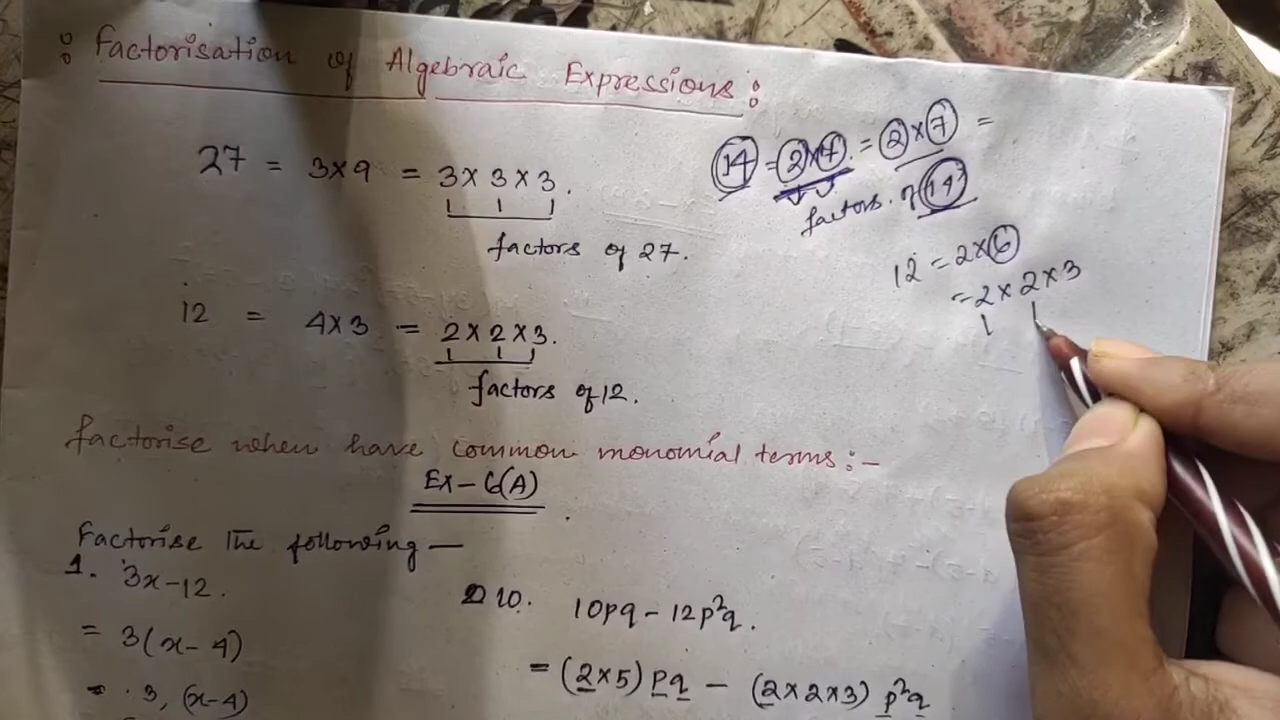 : Factorisation of Algebraic Expressions :
27 = 3×9 = 3×3×3.
factors of 27.
14 = 2×7. = 2×7 =
factors. of 14
12 = 2×6
= 2×2×3
12 = 4×3 = 2×2×3.
factors of 12.
factorise when have common monomial terms :-
Ex-6(A)
Factorise the following —
1. 3x-12.
= 3(x-4)
= 3, (x-4)
10. 10pq - 12p²q.
= (2×5) pq - (2×2×3) p²q